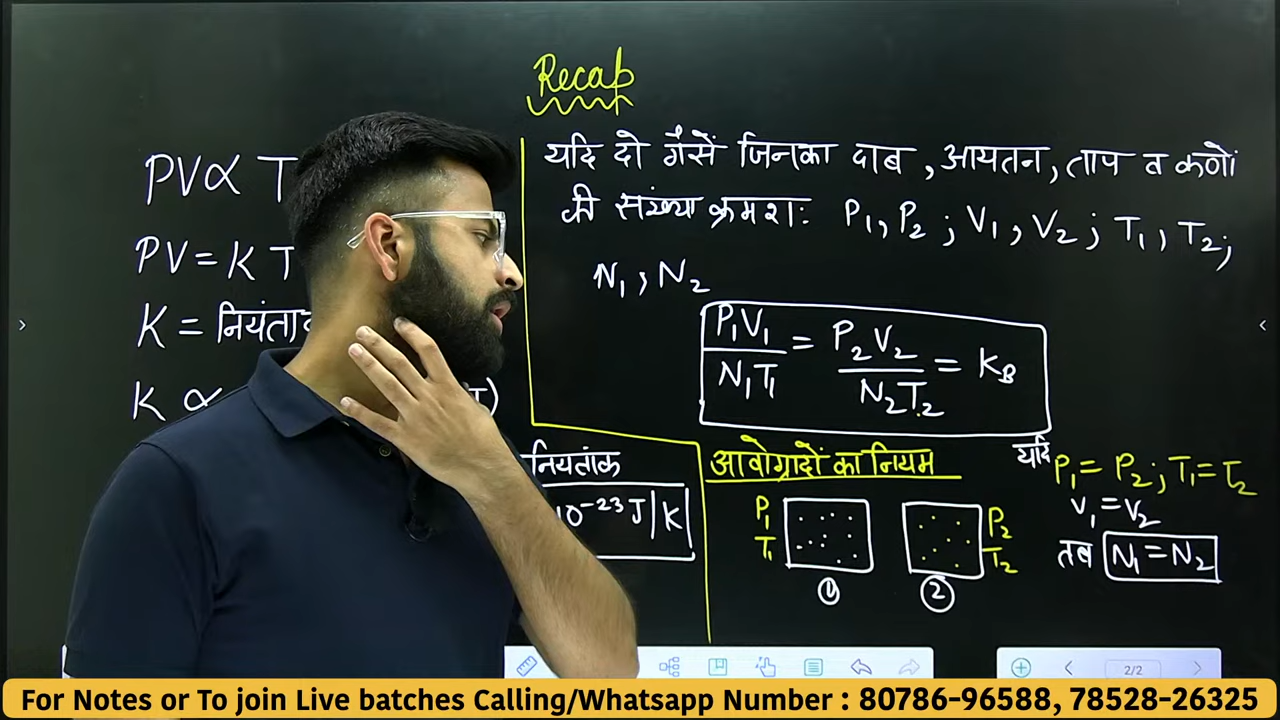 Recap
PV∝ T
PV= K T
K = नियंता
K ∝
T)
यदि दो गैसें जिनका दाब , आयतन, ताप व कणों
की संख्या क्रमशः P₁, P₂ ; V₁, V₂ ; T₁, T₂;
N₁, N₂
P₁V₁/N₁T₁ = P₂V₂/N₂T₂ = K_B
नियतांक
10⁻²³ J/K
आवोग्राद्रों का नियम
यदि P₁ = P₂; T₁ = T₂
V₁ = V₂
तब N₁ = N₂
P₁
T₁
P₂
T₂
① ②
2/2
For Notes or To join Live batches Calling/Whatsapp Number : 80786-96588, 78528-26325